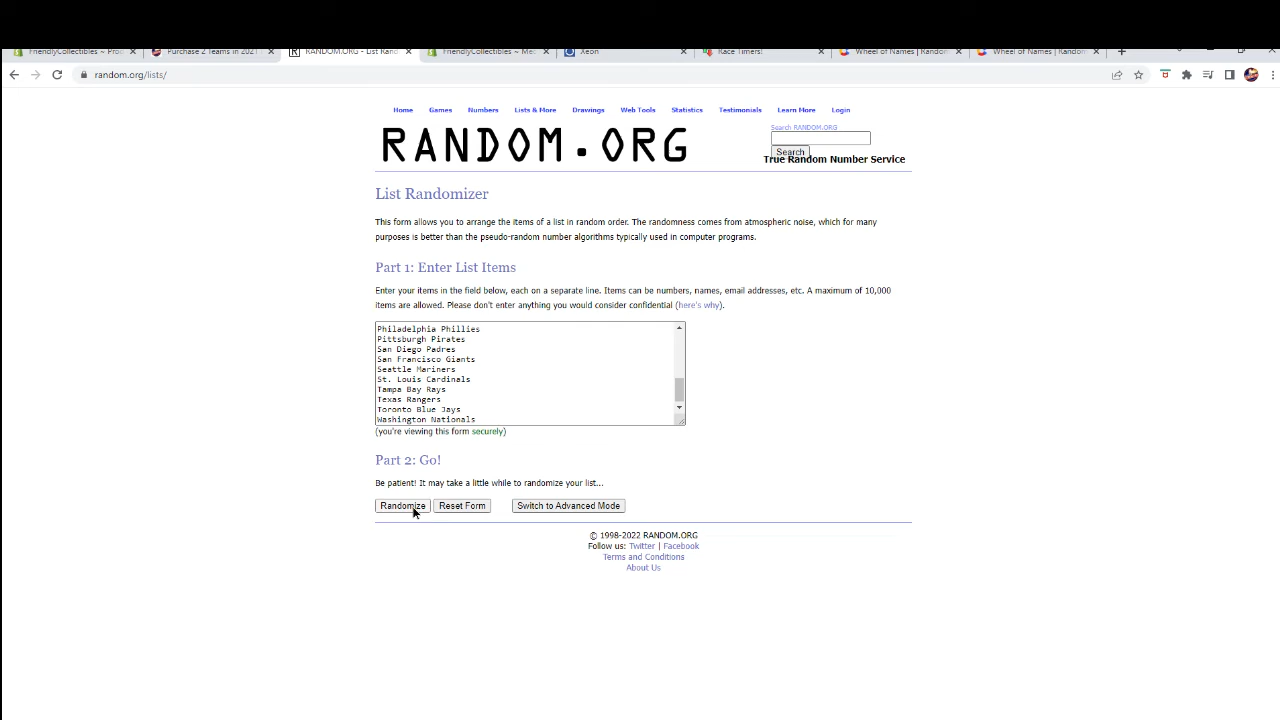 FriendlyCollectibles ~ Pro
Purchase 2 Teams in 2021
RANDOM.ORG - List Rand
FriendlyCollectibles ~ Me
Xeon
Race Timers!
Wheel of Names | Random
Wheel of Names | Random
random.org/lists/
Home Games Numbers Lists & More Drawings Web Tools Statistics Testimonials Learn More Login
RANDOM.ORG
Search RANDOM.ORG
Search
True Random Number Service
List Randomizer
This form allows you to arrange the items of a list in random order. The randomness comes from atmospheric noise, which for many
purposes is better than the pseudo-random number algorithms typically used in computer programs.
Part 1: Enter List Items
Enter your items in the field below, each on a separate line. Items can be numbers, names, email addresses, etc. A maximum of 10,000
items are allowed. Please don't enter anything you would consider confidential (here's why).
Philadelphia Phillies
Pittsburgh Pirates
San Diego Padres
San Francisco Giants
Seattle Mariners
St. Louis Cardinals
Tampa Bay Rays
Texas Rangers
Toronto Blue Jays
Washington Nationals
(you're viewing this form securely)
Part 2: Go!
Be patient! It may take a little while to randomize your list...
Randomize Reset Form Switch to Advanced Mode
© 1998-2022 RANDOM.ORG
Follow us: Twitter | Facebook
Terms and Conditions
About Us